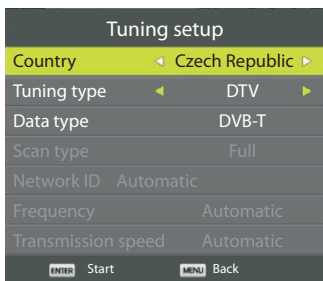 Tuning setup
Country Czech Republic
Tuning type DTV
Data type DVB-T
Scan type Full
Network ID Automatic
Frequency Automatic
Transmission speed Automatic
ENTER Start MENU Back